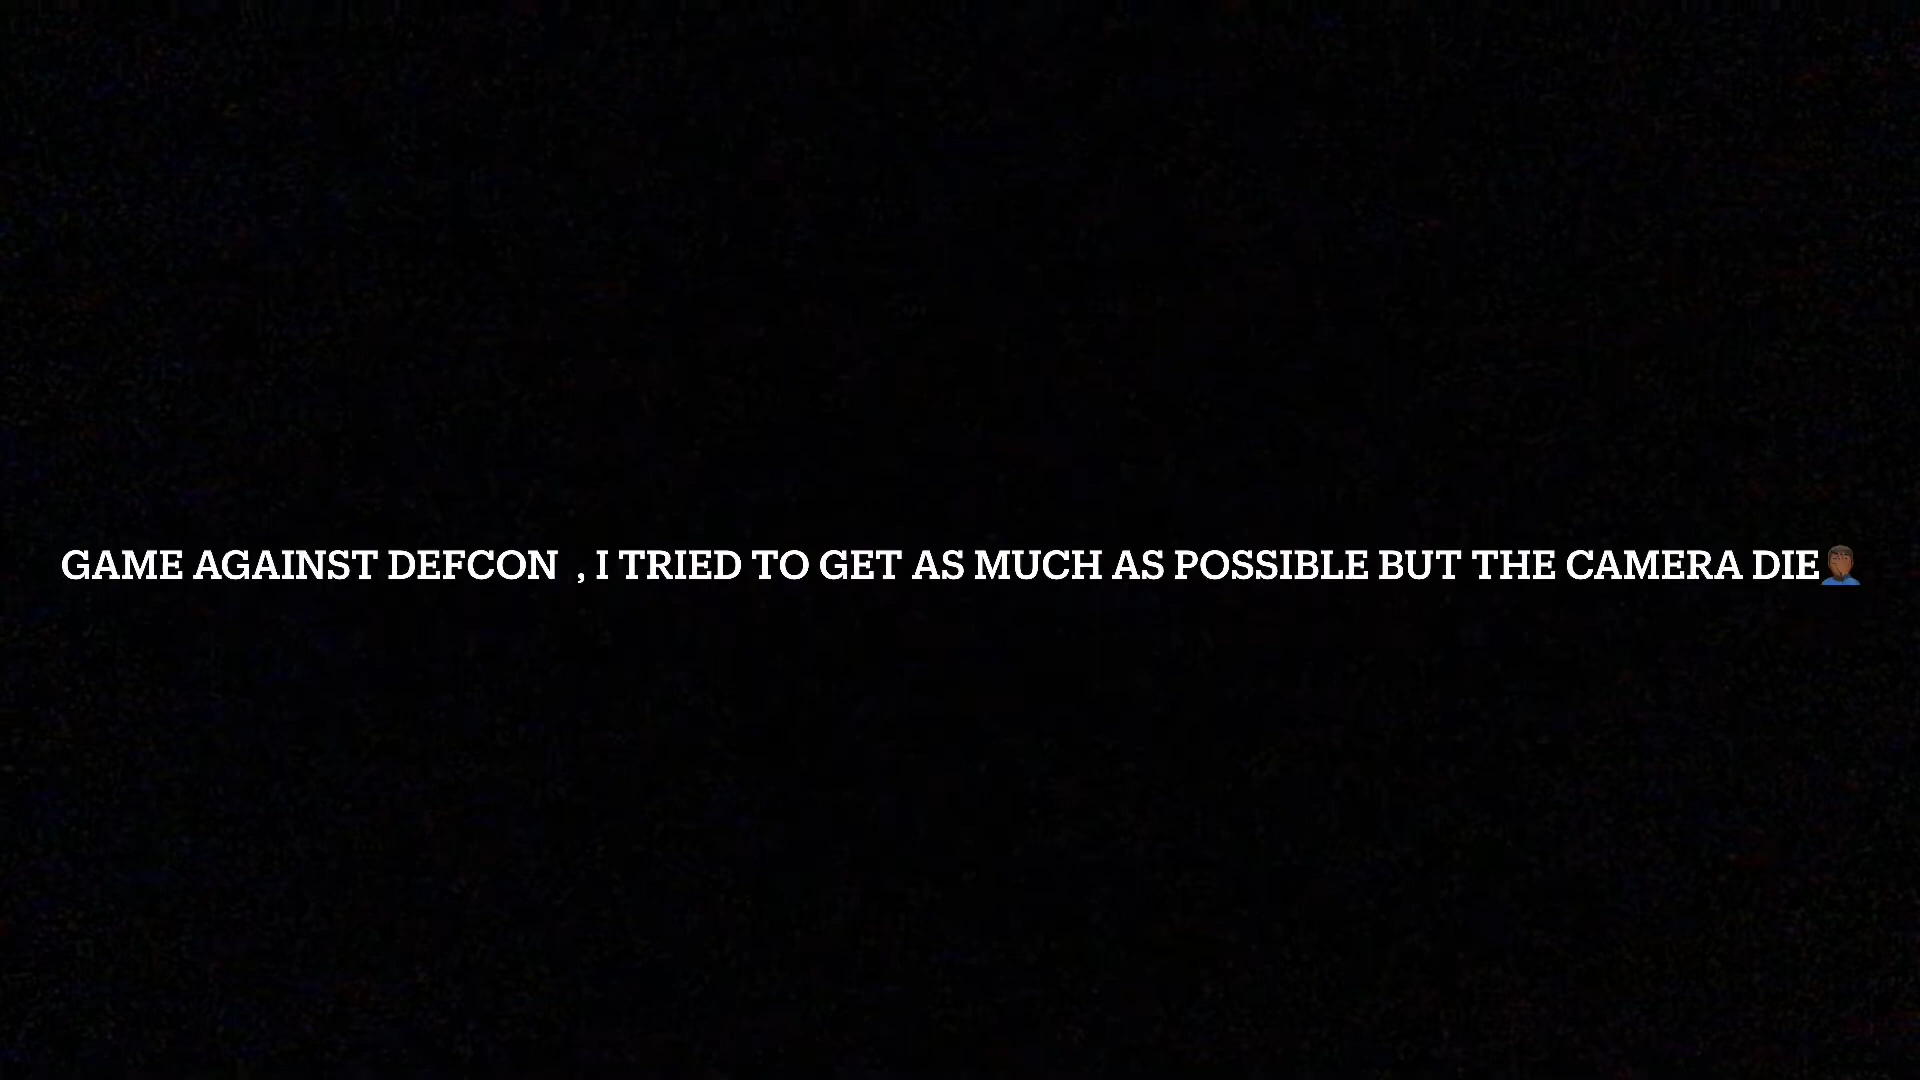 GAME AGAINST DEFCON , I TRIED TO GET AS MUCH AS POSSIBLE BUT THE CAMERA DIE🤦🏾‍♂️